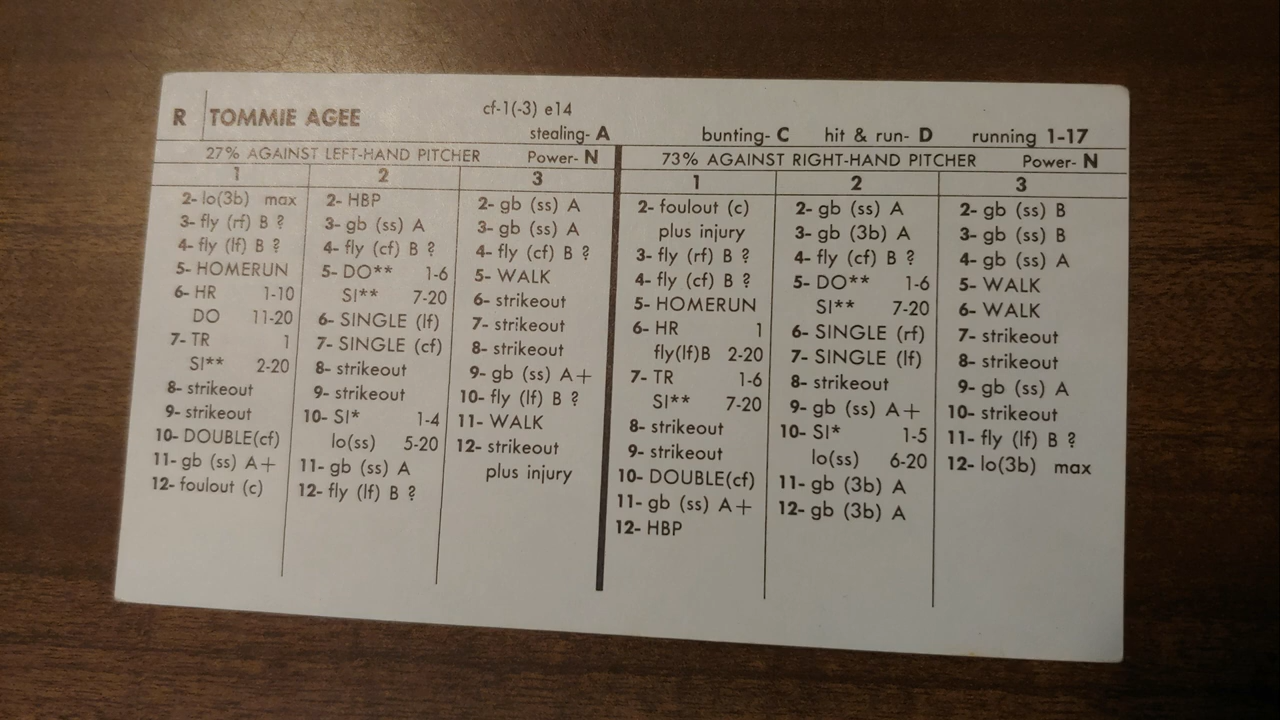 R TOMMIE AGEE cf-1(-3) e14
stealing- A bunting- C hit & run- D running 1-17
27% AGAINST LEFT-HAND PITCHER Power- N
1
2- lo(3b) max
3- fly (rf) B ?
4- fly (lf) B ?
5- HOMERUN
6- HR 1-10
DO 11-20
7- TR 1
SI** 2-20
8- strikeout
9- strikeout
10- DOUBLE(cf)
11- gb (ss) A+
12- foulout (c)
2
2- HBP
3- gb (ss) A
4- fly (cf) B ?
5- DO** 1-6
SI** 7-20
6- SINGLE (lf)
7- SINGLE (cf)
8- strikeout
9- strikeout
10- SI* 1-4
lo(ss) 5-20
11- gb (ss) A
12- fly (lf) B ?
3
2- gb (ss) A
3- gb (ss) A
4- fly (cf) B ?
5- WALK
6- strikeout
7- strikeout
8- strikeout
9- gb (ss) A+
10- fly (lf) B ?
11- WALK
12- strikeout
plus injury
73% AGAINST RIGHT-HAND PITCHER Power- N
1
2- foulout (c)
plus injury
3- fly (rf) B ?
4- fly (cf) B ?
5- HOMERUN
6- HR 1
fly(lf)B 2-20
7- TR 1-6
SI** 7-20
8- strikeout
9- strikeout
10- DOUBLE(cf)
11- gb (ss) A+
12- HBP
2
2- gb (ss) A
3- gb (3b) A
4- fly (cf) B ?
5- DO** 1-6
SI** 7-20
6- SINGLE (rf)
7- SINGLE (lf)
8- strikeout
9- gb (ss) A+
10- SI* 1-5
lo(ss) 6-20
11- gb (3b) A
12- gb (3b) A
3
2- gb (ss) B
3- gb (ss) B
4- gb (ss) A
5- WALK
6- WALK
7- strikeout
8- strikeout
9- gb (ss) A
10- strikeout
11- fly (lf) B ?
12- lo(3b) max